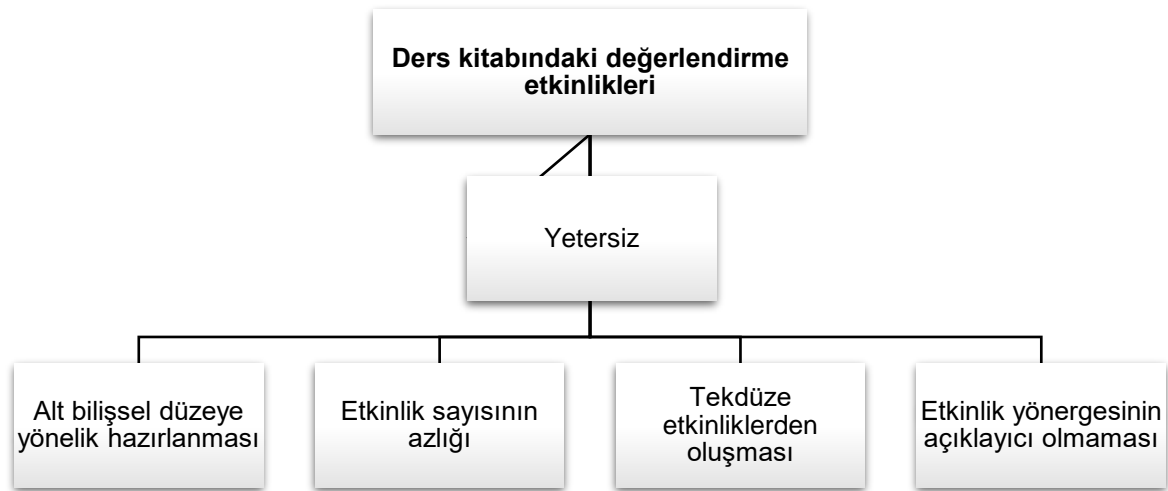 Ders kitabındaki değerlendirme
etkinlikleri
Yetersiz
Alt bilişsel düzeye
yönelik hazırlanması
Etkinlik sayısının
azlığı
Tekdüze
etkinliklerden
oluşması
Etkinlik yönergesinin
açıklayıcı olmaması